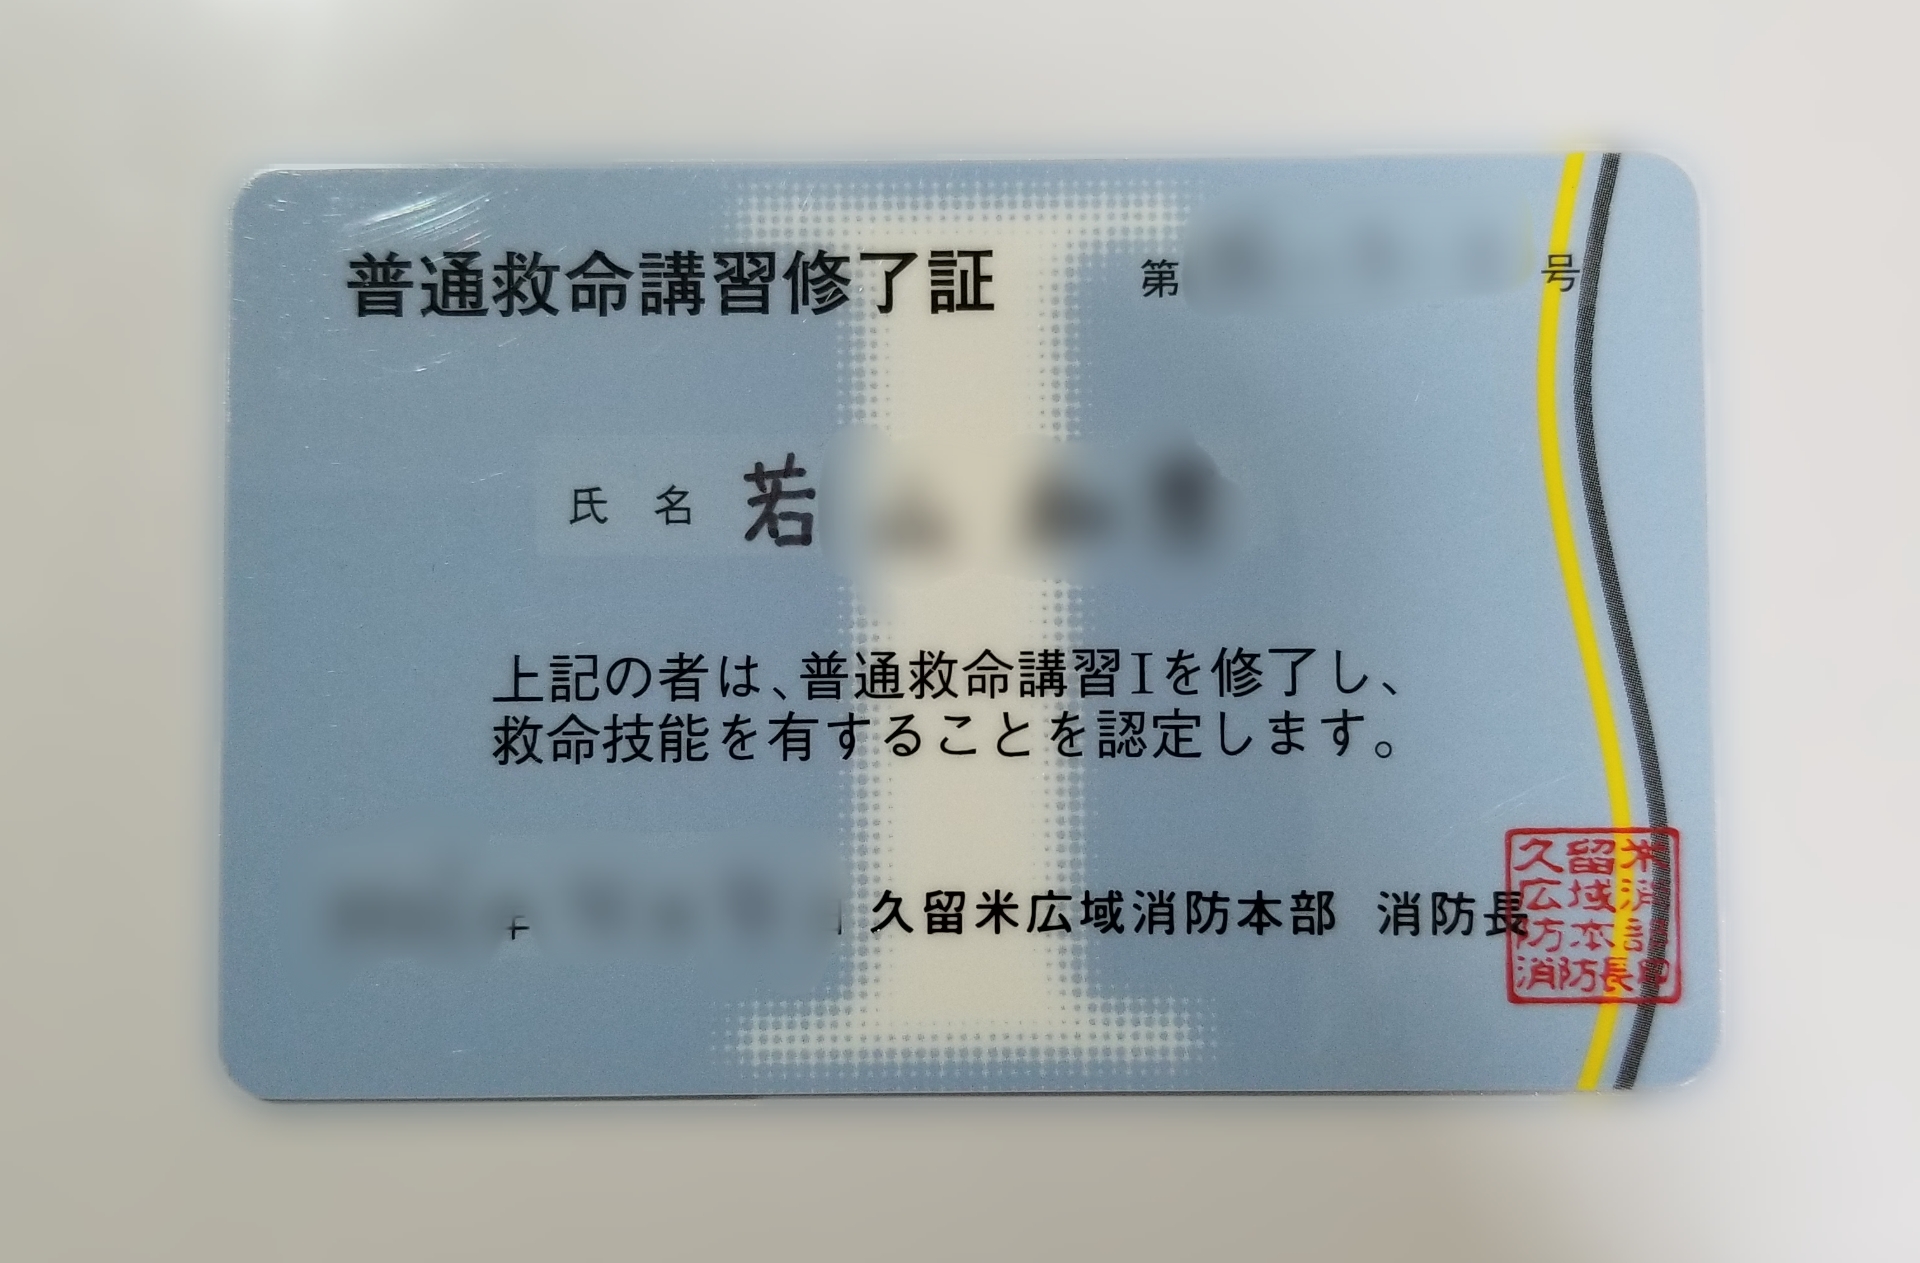 普通救命講習修了証 第 号
氏 名 若
上記の者は、普通救命講習Iを修了し、
救命技能を有することを認定します。
久留米広域消防本部 消防長
久留米
広域消
防本部
消防長印